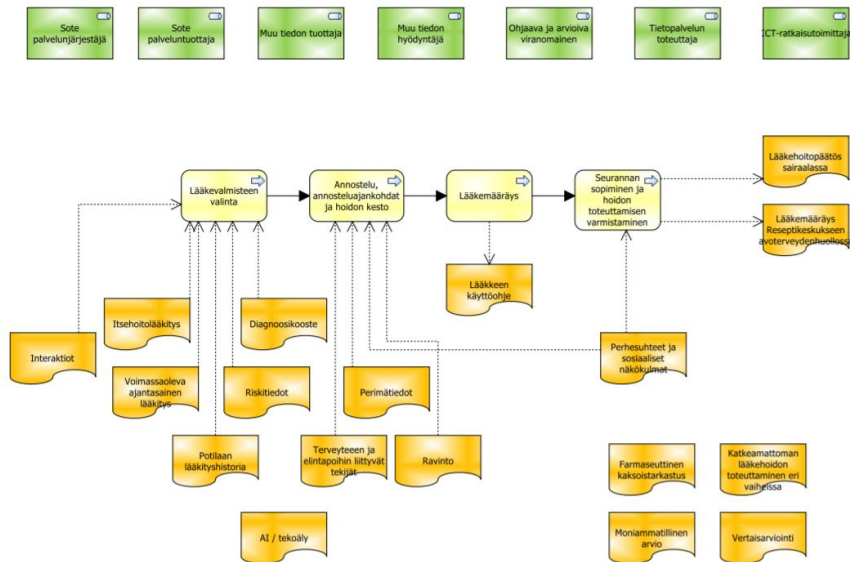 Sote
palvelunjärjestäjä
Sote
palveluntuottaja
Muu tiedon tuottaja
Muu tiedon
hyödyntäjä
Ohjaava ja arvioiva
viranomainen
Tietopalvelun
toteuttaja
ICT-ratkaisutoimittaja
Lääkevalmisteen
valinta
Annostelu,
annosteluajankohdat
ja hoidon kesto
Lääkemääräys
Seurannan
sopiminen ja
hoidon
toteuttamisen
varmistaminen
Lääkehoitopäätös
sairaalassa
Lääkemääräys
Reseptikeskukseen
avoterveydenhuollossa
Lääkkeen
käyttöohje
Itsehoitolääkitys
Diagnoosikooste
Interaktiot
Perhesuhteet ja
sosiaaliset
näkökulmat
Voimassaoleva
ajantasainen
lääkitys
Riskitiedot
Perimätiedot
Potilaan
lääkityshistoria
Terveyteeen ja
elintapoihin liittyvät
tekijät
Ravinto
Farmaseuttinen
kaksoistarkastus
Katkeamattoman
lääkehoidon
toteuttaminen eri
vaiheissa
AI / tekoäly
Moniammatillinen
arvio
Vertaisarviointi